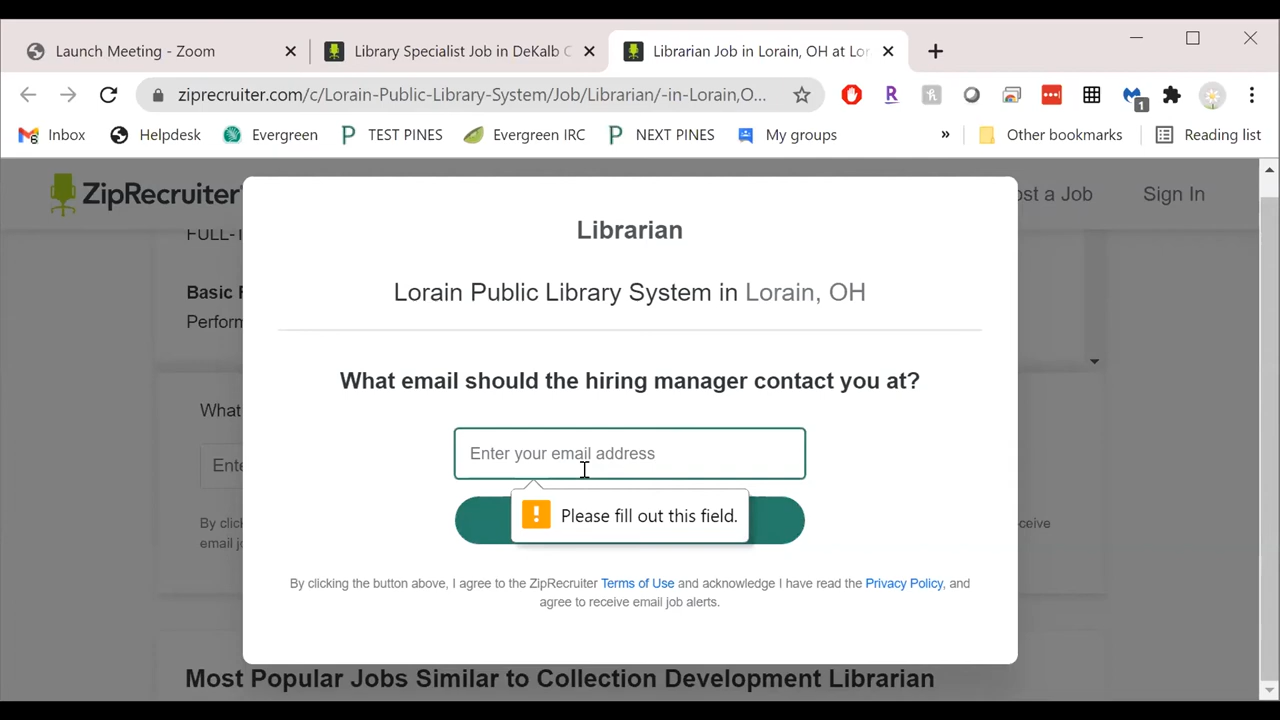 Launch Meeting - Zoom
Library Specialist Job in DeKalb C
Librarian Job in Lorain, OH at Lor
ziprecruiter.com/c/Lorain-Public-Library-System/Job/Librarian/-in-Lorain,O...
1
6
Inbox
Helpdesk
Evergreen
TEST PINES
Evergreen IRC
NEXT PINES
My groups
»
Other bookmarks
Reading list
ZipRecruiter
ost a Job
Sign In
FULL-T
Basic F
Perform
What
Ente
By click
email jo
ceive
Librarian
Lorain Public Library System in Lorain, OH
What email should the hiring manager contact you at?
Enter your email address
! Please fill out this field.
By clicking the button above, I agree to the ZipRecruiter Terms of Use and acknowledge I have read the Privacy Policy, and
agree to receive email job alerts.
Most Popular Jobs Similar to Collection Development Librarian